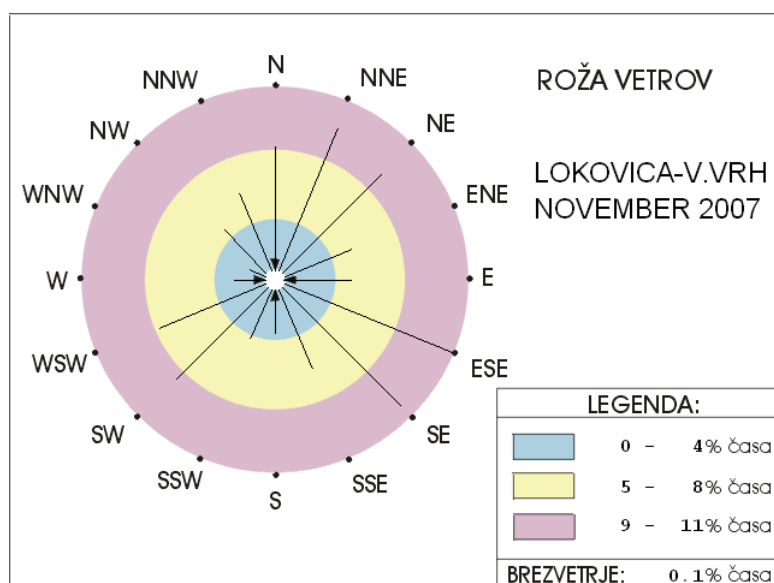 ROŽA VETROV
LOKOVICA-V.VRH
NOVEMBER 2007
N
NNE
NE
ENE
E
ESE
SE
SSE
S
SSW
SW
WSW
W
WNW
NW
NNW
LEGENDA:
0 - 4% časa
5 - 8% časa
9 - 11% časa
BREZVETRJE: 0.1% časa